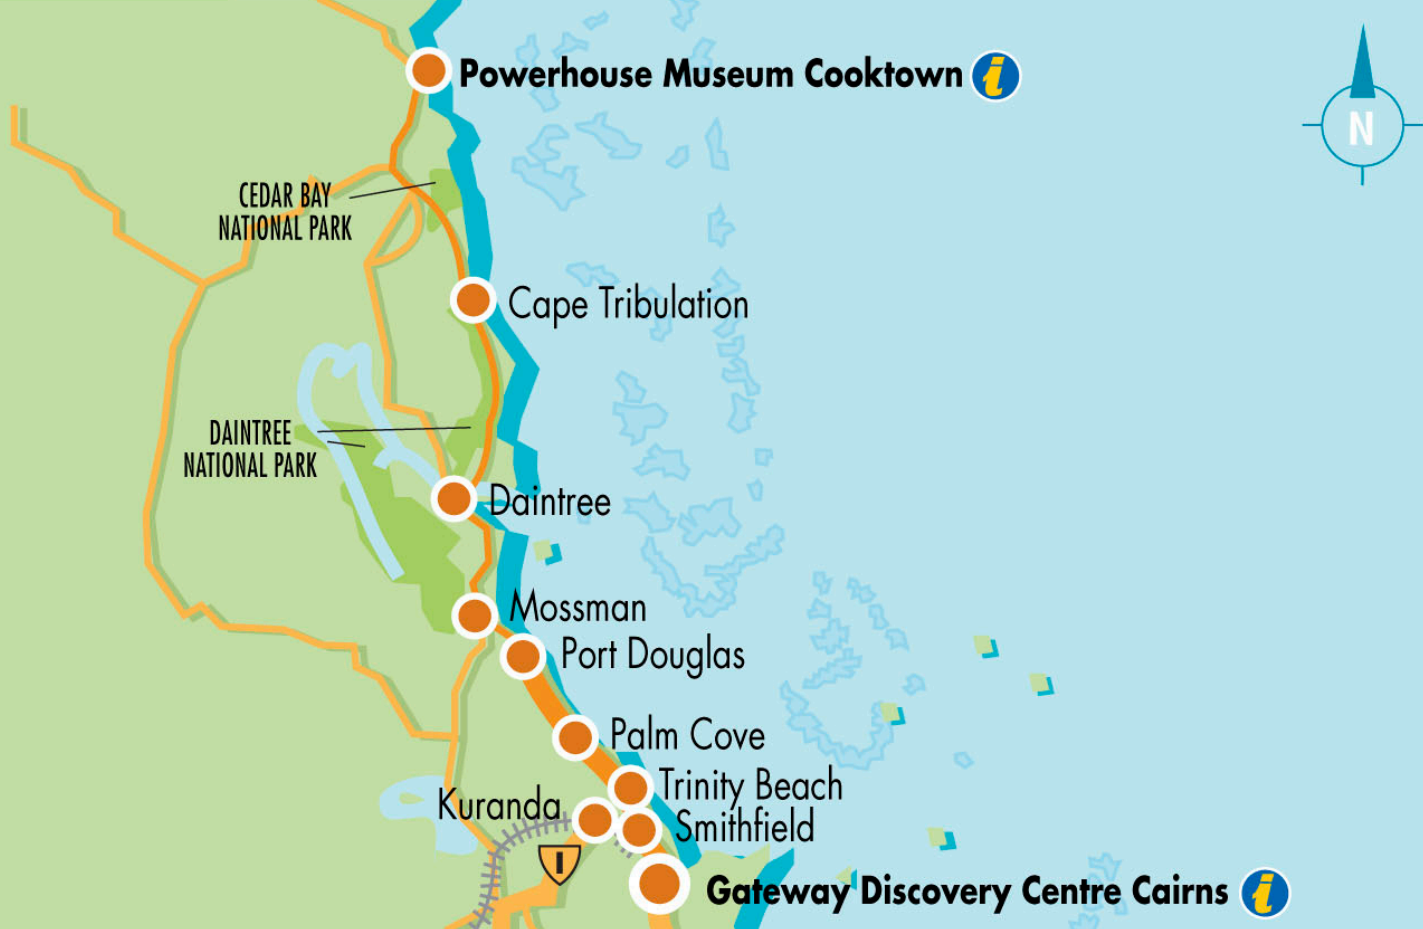 Powerhouse Museum Cooktown i
N
CEDAR BAY
NATIONAL PARK
Cape Tribulation
DAINTREE
NATIONAL PARK
Daintree
Mossman
Port Douglas
Palm Cove
Trinity Beach
Kuranda
Smithfield
1
Gateway Discovery Centre Cairns i